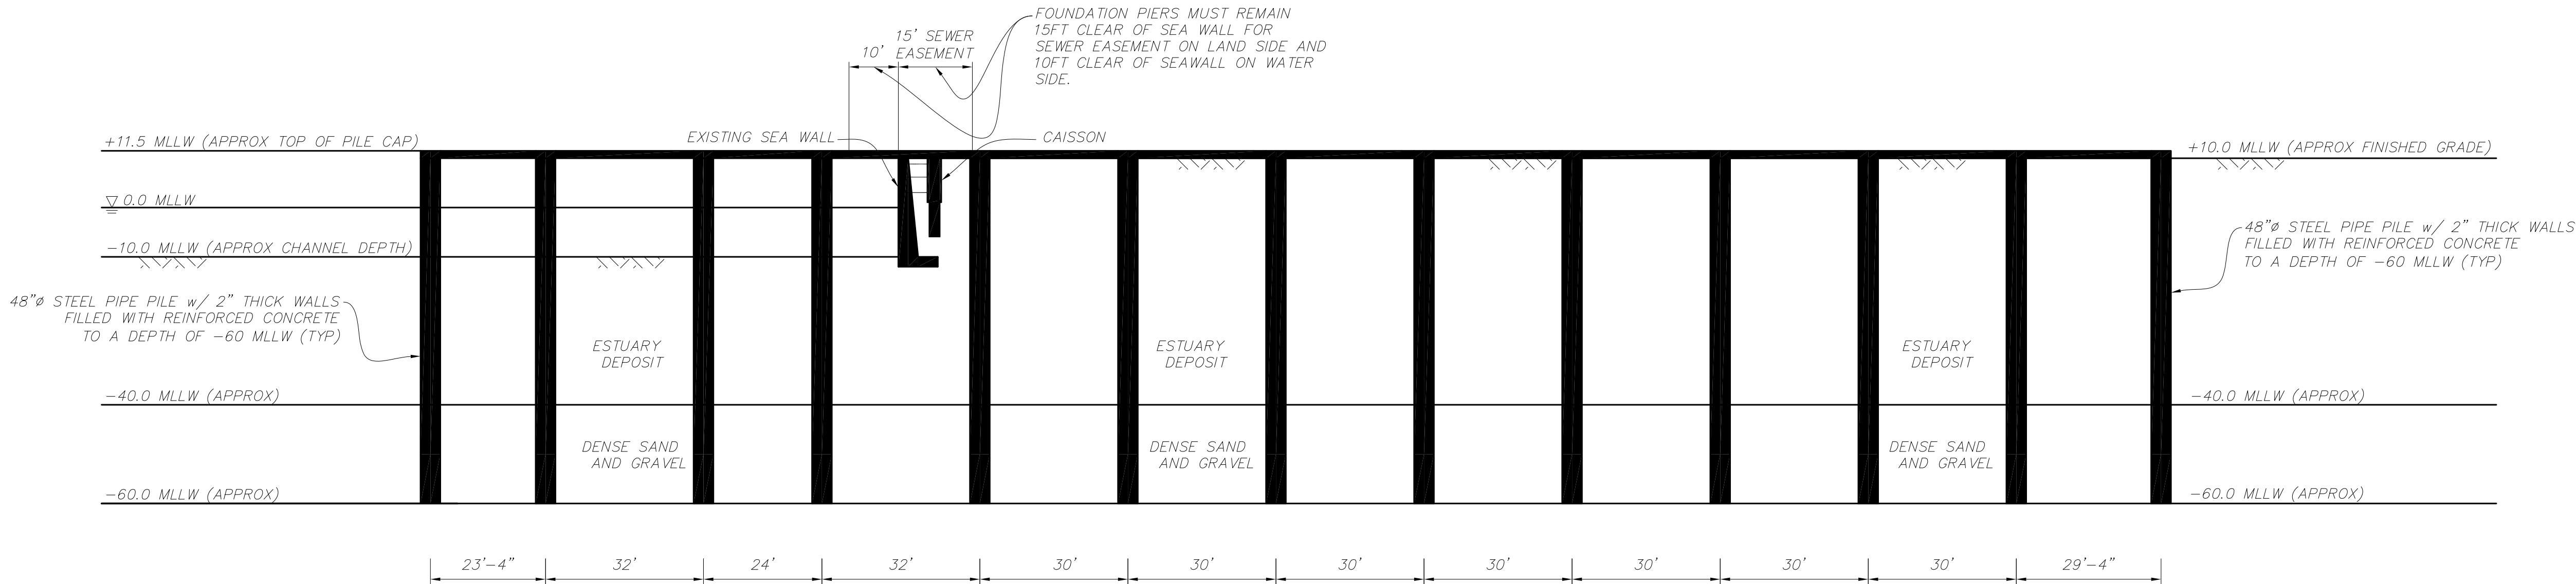 FOUNDATION PIERS MUST REMAIN
15FT CLEAR OF SEA WALL FOR
SEWER EASEMENT ON LAND SIDE AND
10FT CLEAR OF SEAWALL ON WATER
SIDE.
15' SEWER
EASEMENT
10'
EXISTING SEA WALL
CAISSON
+11.5 MLLW (APPROX TOP OF PILE CAP)
+10.0 MLLW (APPROX FINISHED GRADE)
0.0 MLLW
-10.0 MLLW (APPROX CHANNEL DEPTH)
48"ø STEEL PIPE PILE w/ 2" THICK WALLS
FILLED WITH REINFORCED CONCRETE
TO A DEPTH OF -60 MLLW (TYP)
48"ø STEEL PIPE PILE w/ 2" THICK WALLS
FILLED WITH REINFORCED CONCRETE
TO A DEPTH OF -60 MLLW (TYP)
ESTUARY
DEPOSIT
ESTUARY
DEPOSIT
ESTUARY
DEPOSIT
-40.0 MLLW (APPROX)
-40.0 MLLW (APPROX)
DENSE SAND
AND GRAVEL
DENSE SAND
AND GRAVEL
DENSE SAND
AND GRAVEL
-60.0 MLLW (APPROX)
-60.0 MLLW (APPROX)
23'-4"
32'
24'
32'
30'
30'
30'
30'
30'
30'
30'
29'-4"